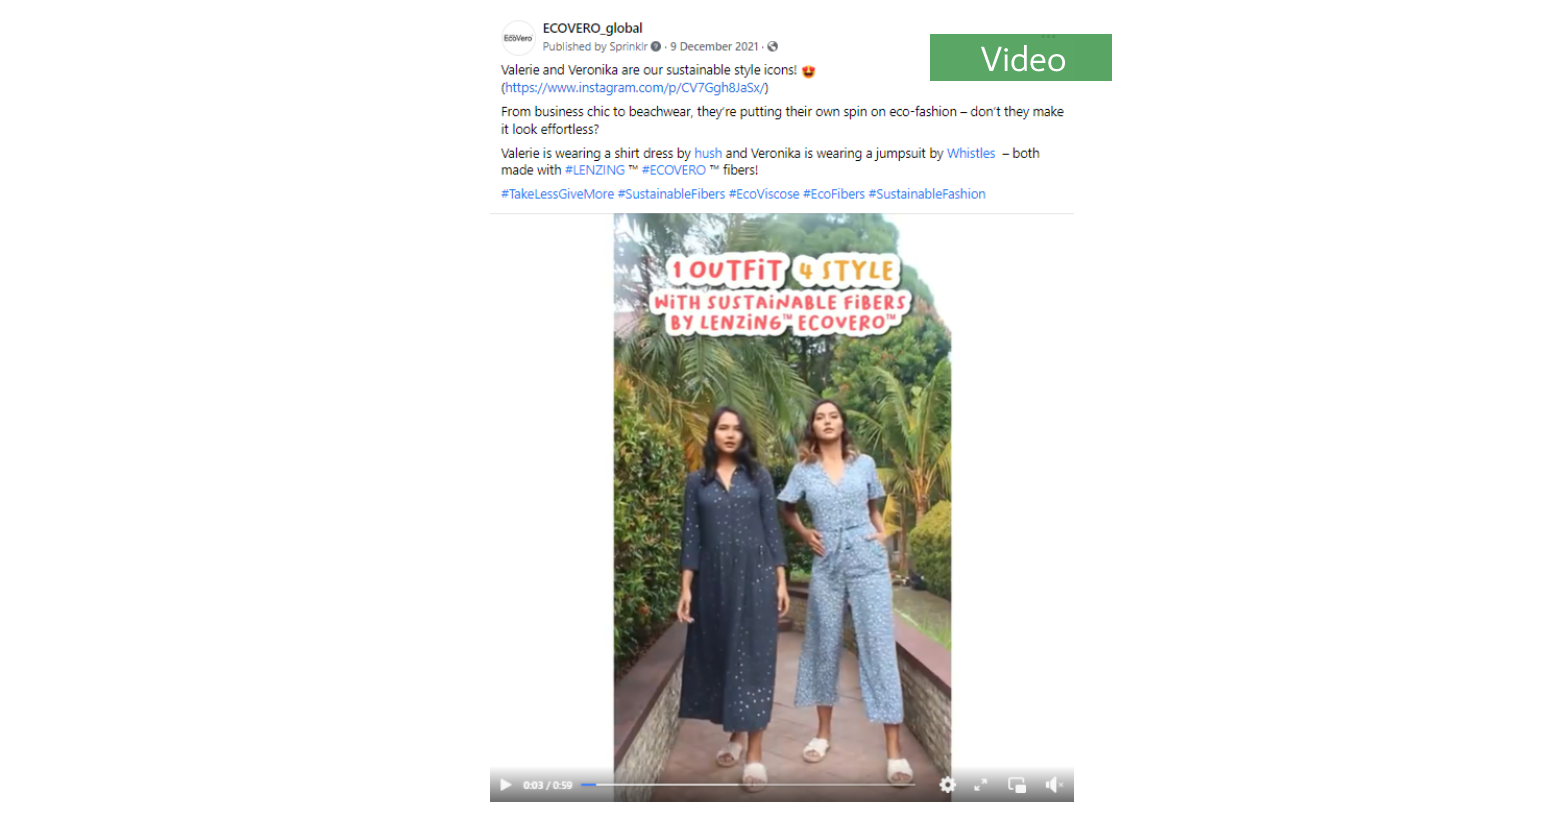 EcoVero
ECOVERO_global
Published by Sprinklr · 9 December 2021 ·
Video
Valerie and Veronika are our sustainable style icons! 😍
(https://www.instagram.com/p/CV7Ggh8JaSx/)
From business chic to beachwear, they're putting their own spin on eco-fashion – don't they make
it look effortless?
Valerie is wearing a shirt dress by hush and Veronika is wearing a jumpsuit by Whistles – both
made with #LENZING ™ #ECOVERO ™ fibers!
#TakeLessGiveMore #SustainableFibers #EcoViscose #EcoFibers #SustainableFashion
1 OUTFiT 4 STYLE
WiTH SUSTAiNABLE FiBERS
BY LENZiNG™ ECOVERO™
0:03 / 0:59